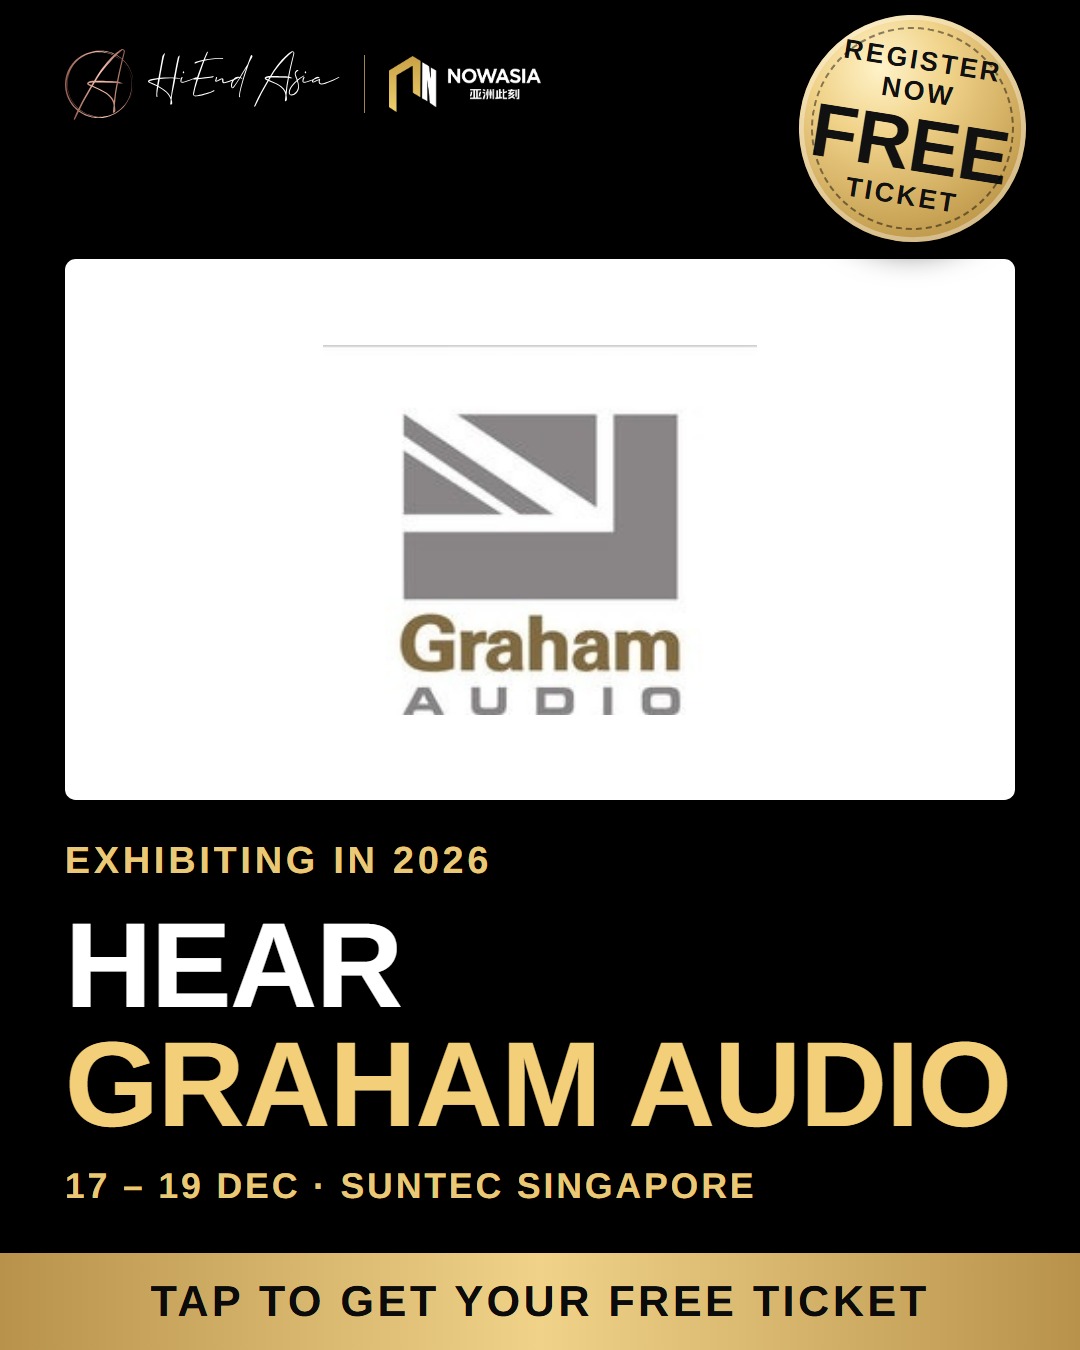 HiEnd Asia
NOWASIA
亚洲此刻
REGISTER
NOW
FREE
TICKET
Graham
AUDIO
EXHIBITING IN 2026
HEAR
GRAHAM AUDIO
17 – 19 DEC · SUNTEC SINGAPORE
TAP TO GET YOUR FREE TICKET